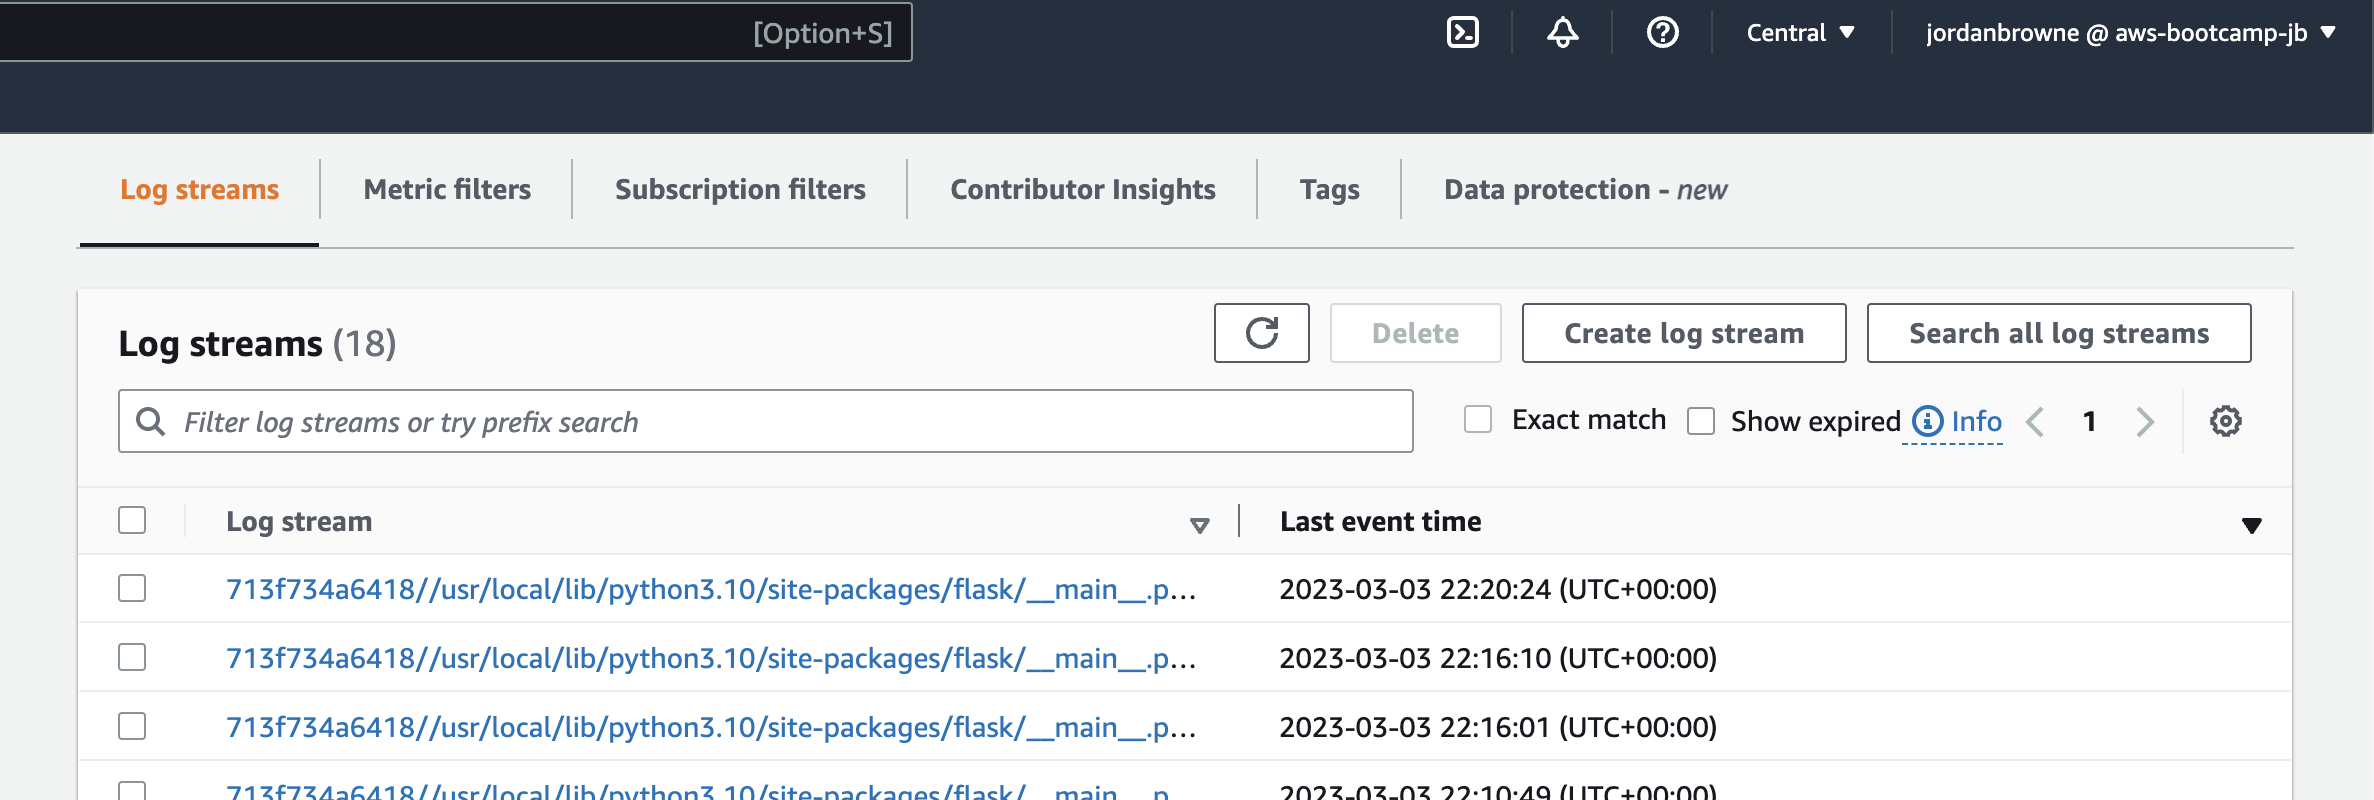 [Option+S]
Central
jordanbrowne @ aws-bootcamp-jb
Log streams
Metric filters
Subscription filters
Contributor Insights
Tags
Data protection - new
Log streams (18)
Delete
Create log stream
Search all log streams
Filter log streams or try prefix search
Exact match
Show expired
Info
1
Log stream
Last event time
713f734a6418//usr/local/lib/python3.10/site-packages/flask/__main__.p...
2023-03-03 22:20:24 (UTC+00:00)
713f734a6418//usr/local/lib/python3.10/site-packages/flask/__main__.p...
2023-03-03 22:16:10 (UTC+00:00)
713f734a6418//usr/local/lib/python3.10/site-packages/flask/__main__.p...
2023-03-03 22:16:01 (UTC+00:00)
713f734a6418//usr/local/lib/python3.10/site-packages/flask/__main__.p...
2023-03-03 22:10:49 (UTC+00:00)